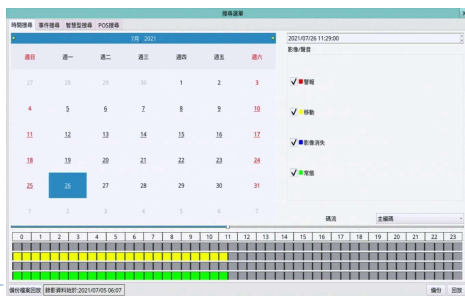 搜尋選單
時間搜尋 事件搜尋 智慧型搜尋 POS搜尋
7月 2021
2021/07/26 11:29:00
影像/聲音
週日 週一 週二 週三 週四 週五 週六
27 28 29 30 1 2 3
警報
4 5 6 7 8 9 10
移動
11 12 13 14 15 16 17
影像消失
18 19 20 21 22 23 24
常態
25 26 27 28 29 30 31
1 2 3 4 5 6 7
碼流 主編碼
0 1 2 3 4 5 6 7 8 9 10 11 12 13 14 15 16 17 18 19 20 21 22 23
備份檔案回放 錄影資料始於:2021/07/05 06:07 備份 回放